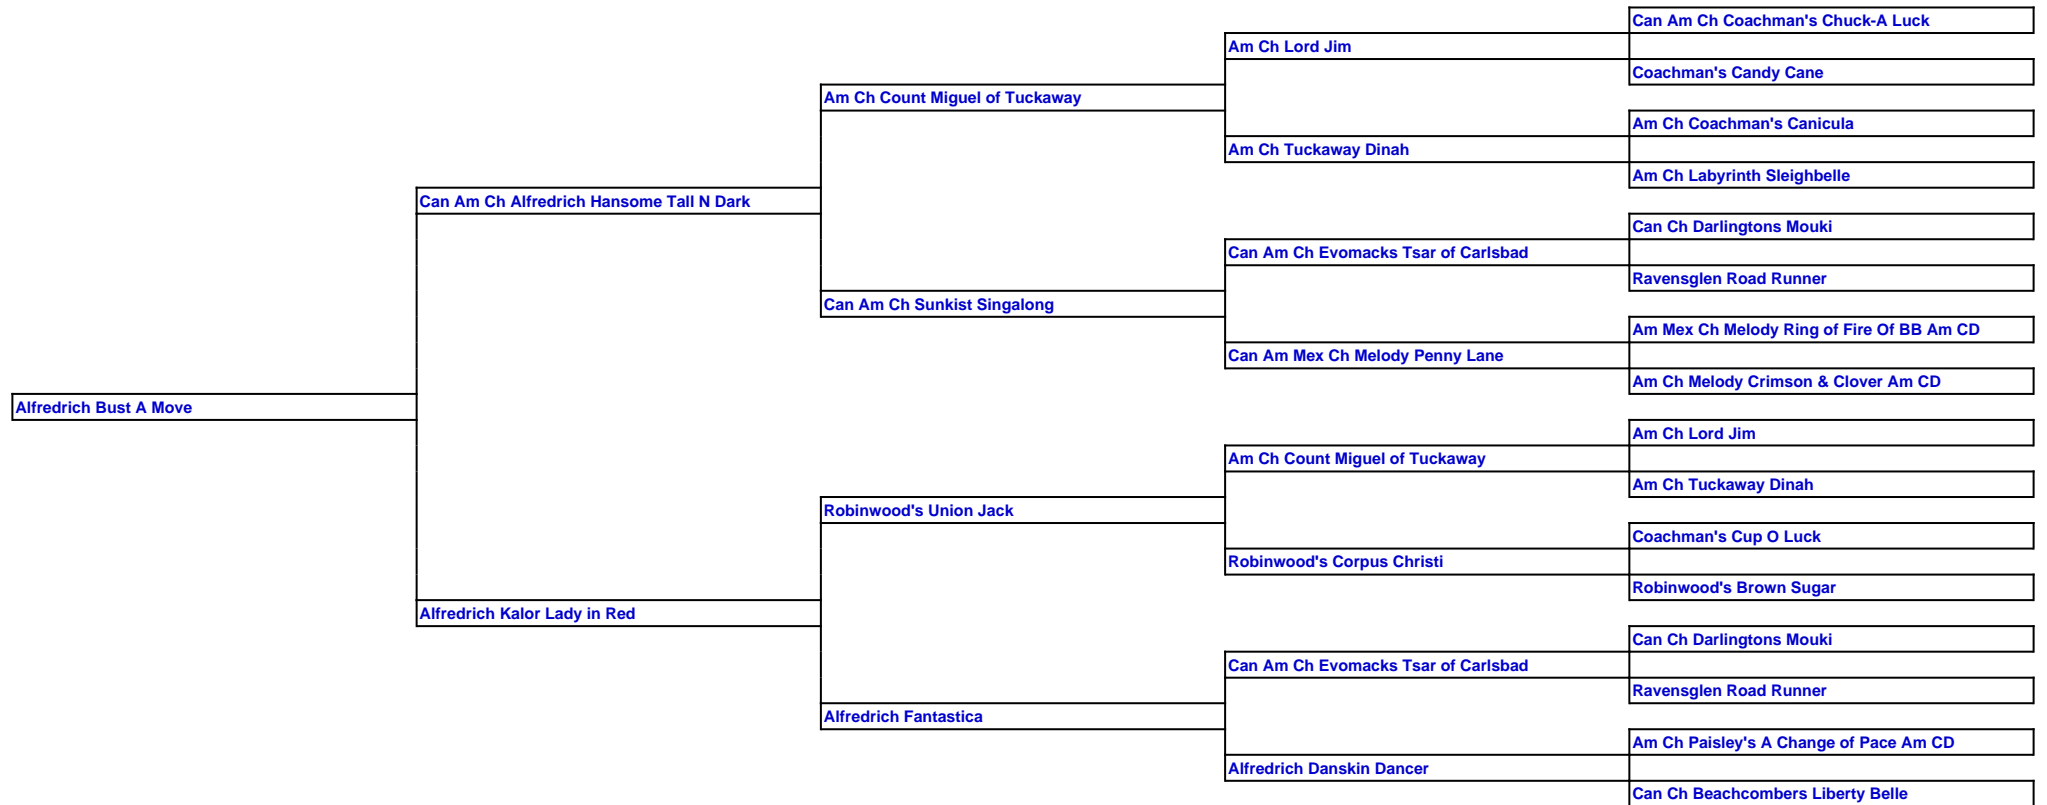 Can Am Ch Coachman's Chuck-A Luck
Am Ch Lord Jim
Coachman's Candy Cane
Am Ch Count Miguel of Tuckaway
Am Ch Coachman's Canicula
Am Ch Tuckaway Dinah
Am Ch Labyrinth Sleighbelle
Can Am Ch Alfredrich Hansome Tall N Dark
Can Ch Darlingtons Mouki
Can Am Ch Evomacks Tsar of Carlsbad
Ravensglen Road Runner
Can Am Ch Sunkist Singalong
Am Mex Ch Melody Ring of Fire Of BB Am CD
Can Am Mex Ch Melody Penny Lane
Am Ch Melody Crimson & Clover Am CD
Alfredrich Bust A Move
Am Ch Lord Jim
Am Ch Count Miguel of Tuckaway
Am Ch Tuckaway Dinah
Robinwood's Union Jack
Coachman's Cup O Luck
Robinwood's Corpus Christi
Robinwood's Brown Sugar
Alfredrich Kalor Lady in Red
Can Ch Darlingtons Mouki
Can Am Ch Evomacks Tsar of Carlsbad
Ravensglen Road Runner
Alfredrich Fantastica
Am Ch Paisley's A Change of Pace Am CD
Alfredrich Danskin Dancer
Can Ch Beachcombers Liberty Belle